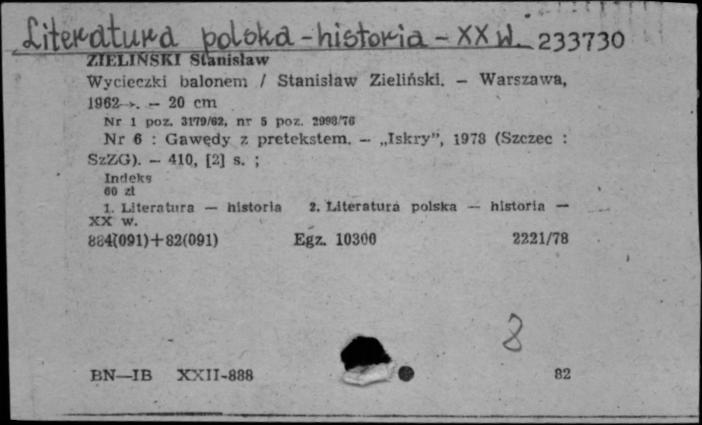 Literatura polska - historia - XX w. 233730
ZIELIŃSKI Stanisław
Wycieczki balonem / Stanisław Zieliński. — Warszawa,
1962->. — 20 cm
Nr 1 poz. 3179/62, nr 5 poz. 2998/76
Nr 6 : Gawędy z pretekstem. — „Iskry”, 1978 (Szczec :
SzZG). — 410, [2] s. ;
Indeks
60 zł
1. Literatura — historia 2. Literatura polska — historia —
XX w.
884(091)+82(091) Egz. 10300 2221/78
8
BN—IB XXII-888 82